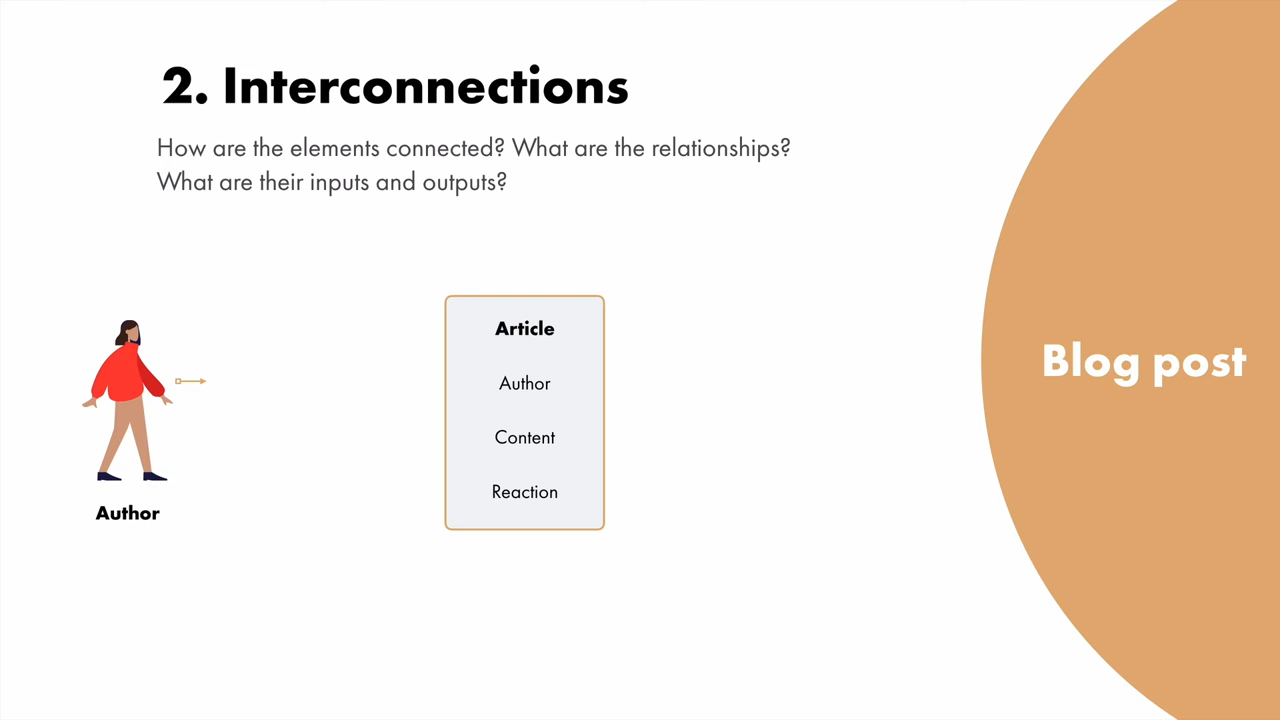 2. Interconnections
How are the elements connected? What are the relationships?
What are their inputs and outputs?
Article
Author
Content
Reaction
Author
Blog post